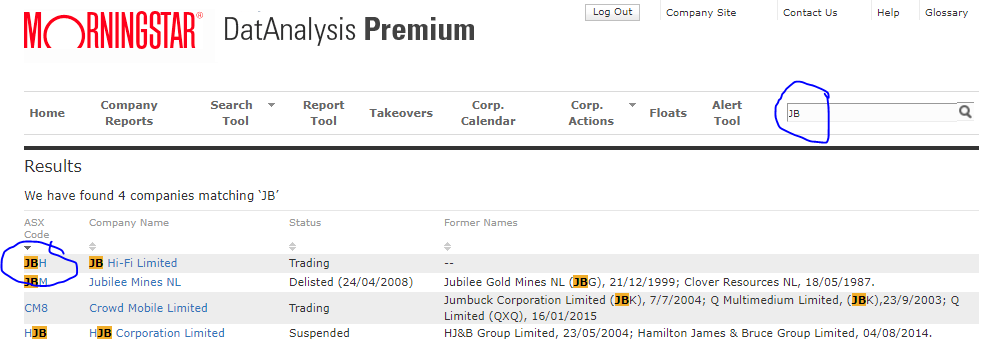 Log Out Company Site Contact Us Help Glossary
MORNINGSTAR® DatAnalysis Premium
Home Company Reports Search Tool Report Tool Takeovers Corp. Calendar Corp. Actions Floats Alert Tool JB
Results
We have found 4 companies matching ‘JB’
ASX Code Company Name Status Former Names
JBH JB Hi-Fi Limited Trading --
JBM Jubilee Mines NL Delisted (24/04/2008) Jubilee Gold Mines NL (JBG), 21/12/1999; Clover Resources NL, 18/05/1987.
CM8 Crowd Mobile Limited Trading Jumbuck Corporation Limited (JBK), 7/7/2004; Q Multimedium Limited, (JBK),23/9/2003; Q
Limited (QXQ), 16/01/2015
HJB HJB Corporation Limited Suspended HJ&B Group Limited, 23/05/2004; Hamilton James & Bruce Group Limited, 04/08/2014.